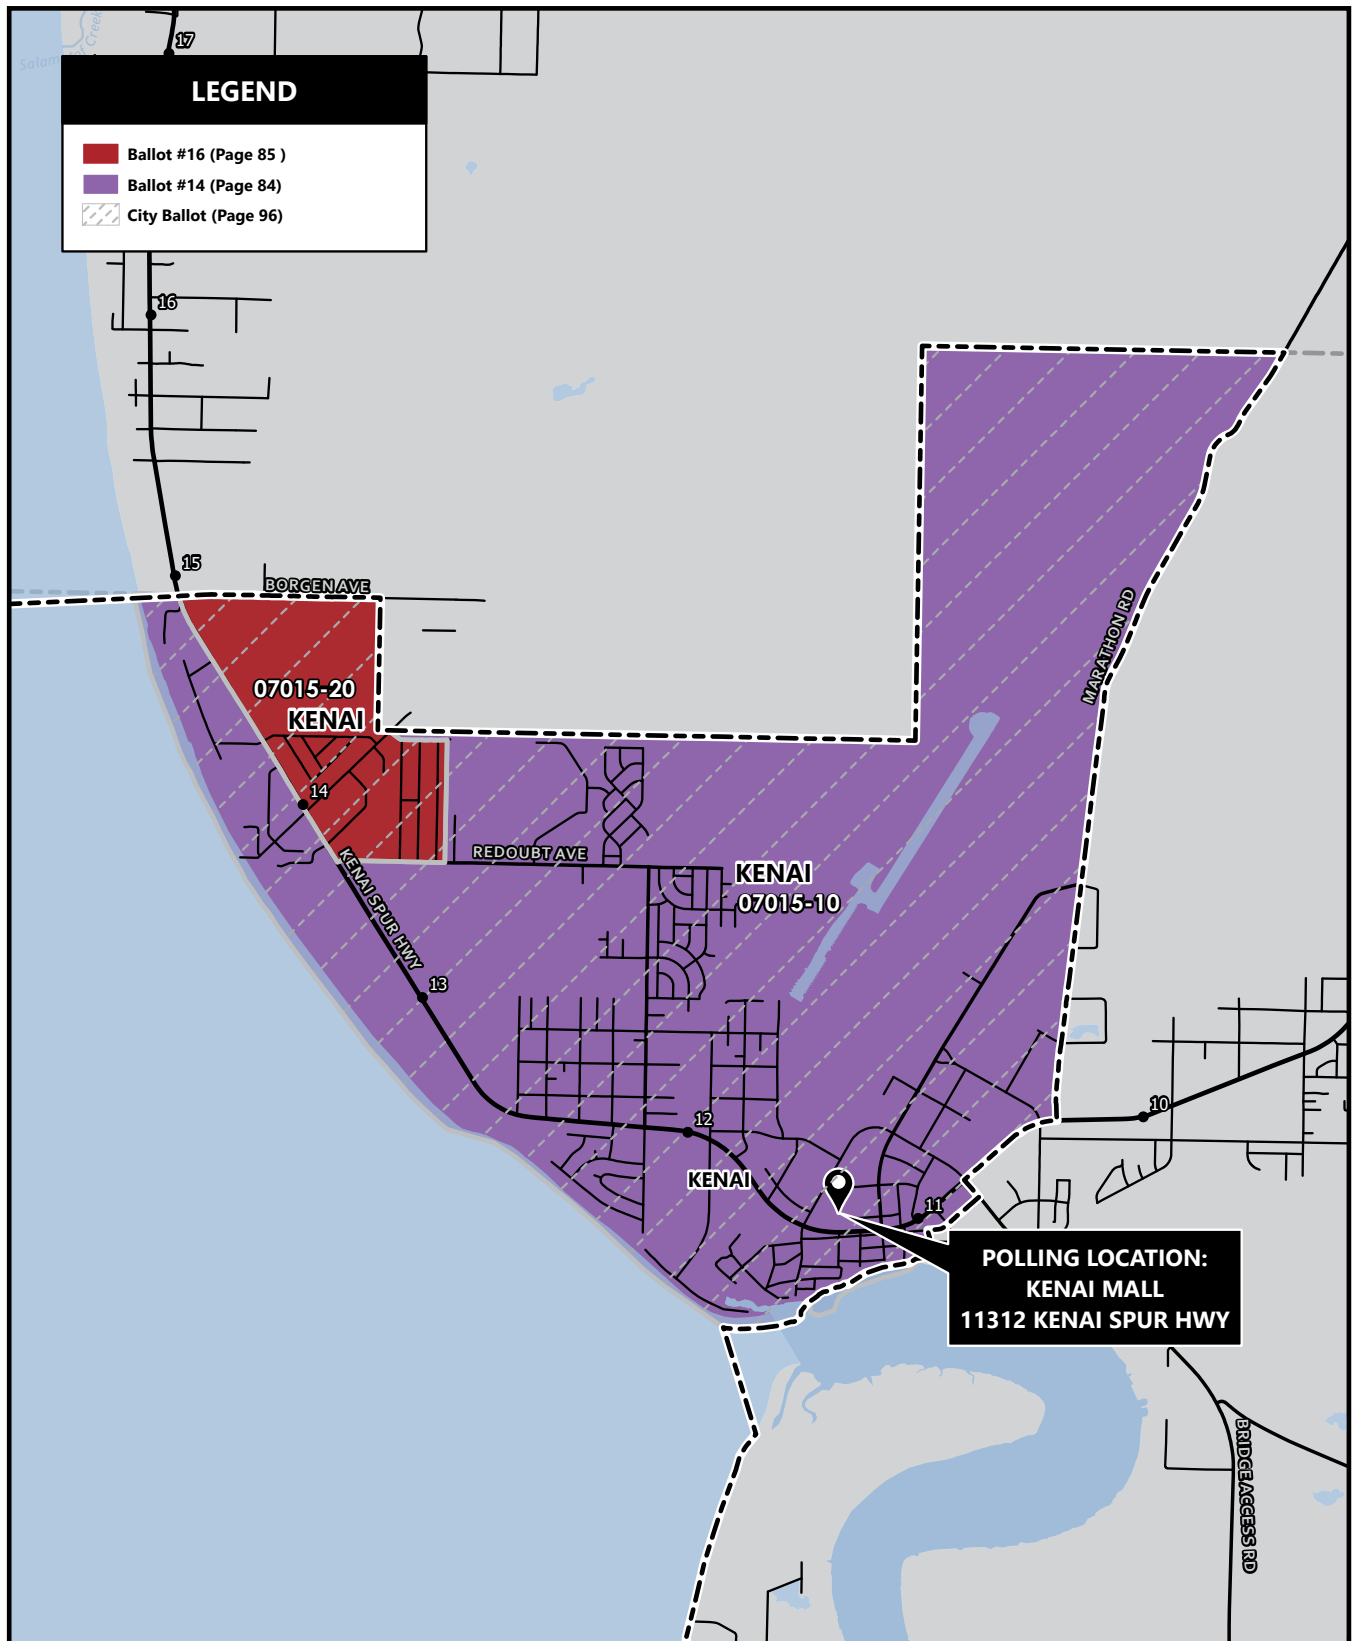 Salamatof Creek
17
LEGEND
Ballot #16 (Page 85 )
Ballot #14 (Page 84)
City Ballot (Page 96)
16
15
BORGEN AVE
MARATHON RD
07015-20
KENAI
14
REDOUBT AVE
KENAI
07015-10
KENAI SPUR HWY
13
12
10
KENAI
11
POLLING LOCATION:
KENAI MALL
11312 KENAI SPUR HWY
BRIDGE ACCESS RD